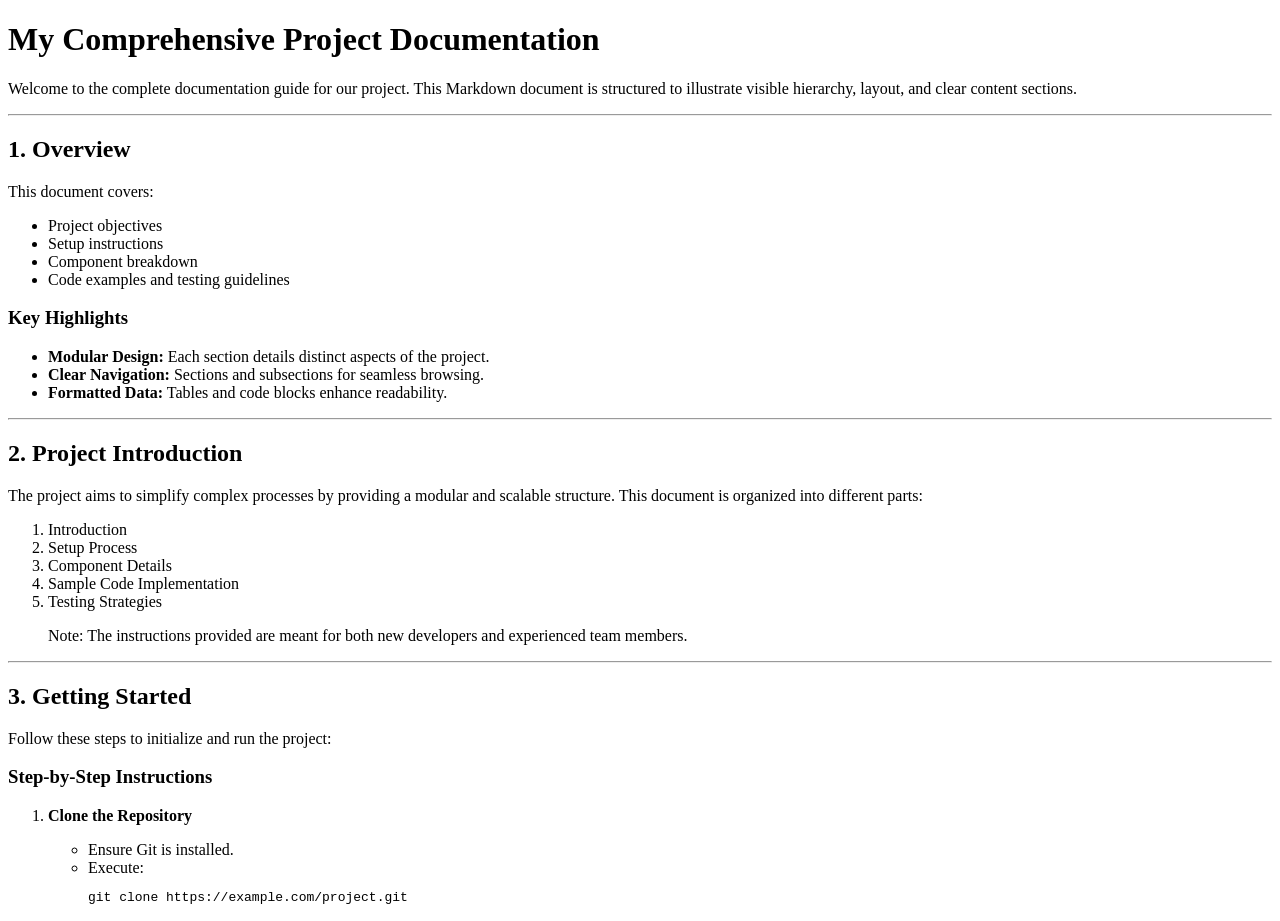 My Comprehensive Project Documentation
Welcome to the complete documentation guide for our project. This Markdown document is structured to illustrate visible hierarchy, layout, and clear content sections.
1. Overview
This document covers:
Project objectives
Setup instructions
Component breakdown
Code examples and testing guidelines
Key Highlights
Modular Design: Each section details distinct aspects of the project.
Clear Navigation: Sections and subsections for seamless browsing.
Formatted Data: Tables and code blocks enhance readability.
2. Project Introduction
The project aims to simplify complex processes by providing a modular and scalable structure. This document is organized into different parts:
1. Introduction
2. Setup Process
3. Component Details
4. Sample Code Implementation
5. Testing Strategies
Note: The instructions provided are meant for both new developers and experienced team members.
3. Getting Started
Follow these steps to initialize and run the project:
Step-by-Step Instructions
1. Clone the Repository
Ensure Git is installed.
Execute:
git clone https://example.com/project.git